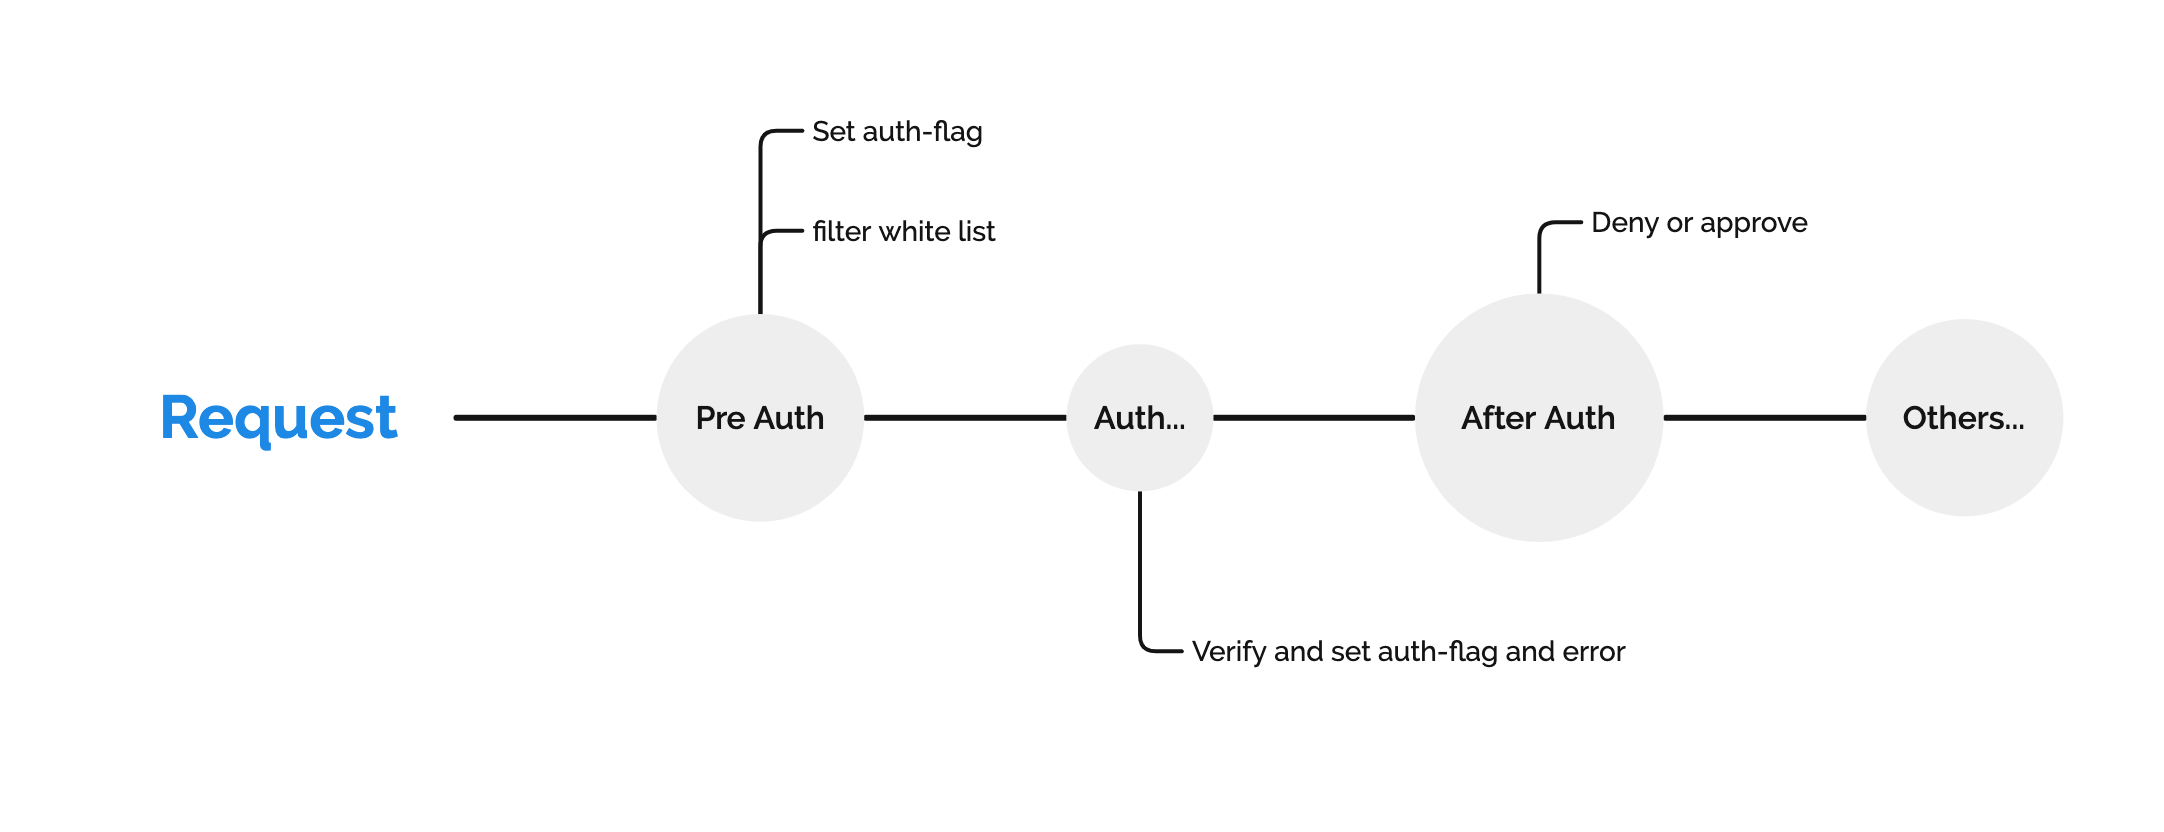 Set auth-flag
filter white list
Deny or approve
Request
Pre Auth
Auth...
After Auth
Others...
Verify and set auth-flag and error